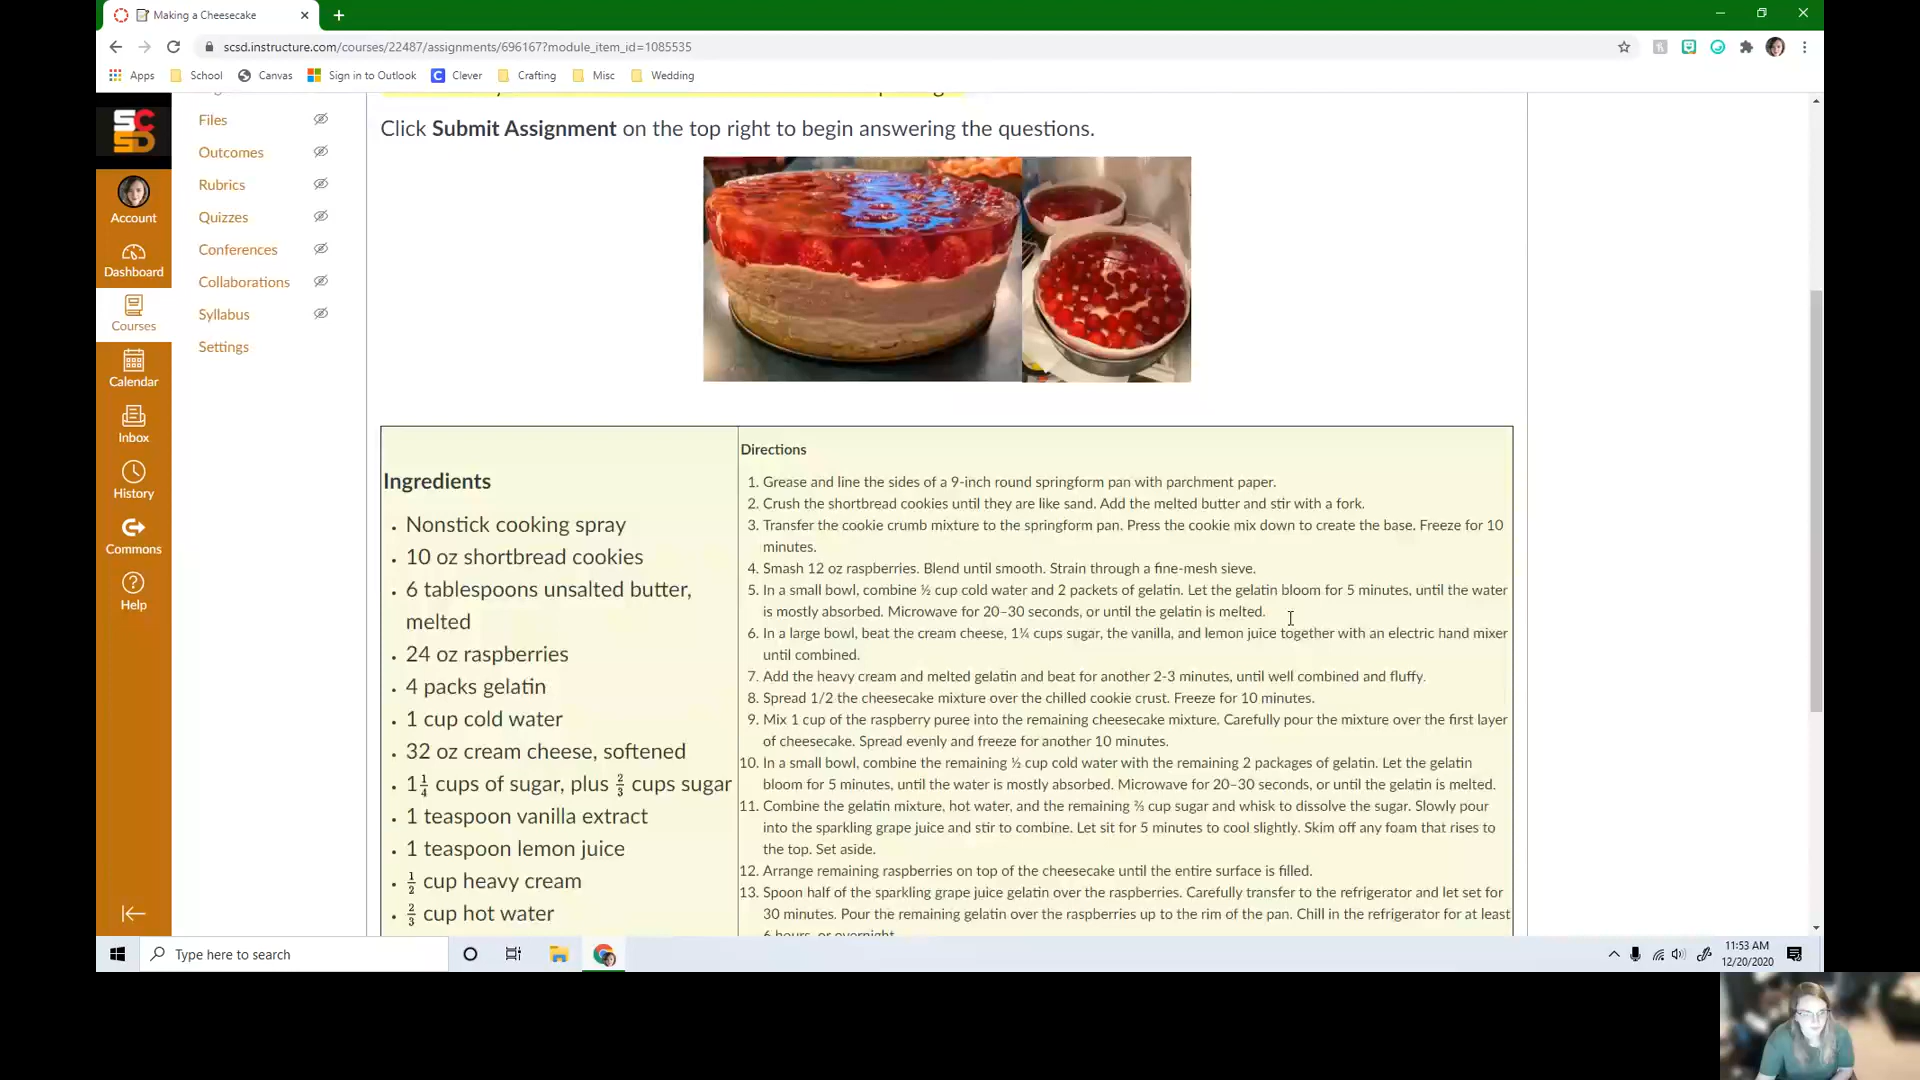 Making a Cheesecake
scsd.instructure.com/courses/22487/assignments/696167?module_item_id=1085535
Apps School Canvas Sign in to Outlook Clever Crafting Misc Wedding
SC
SD
Account
Dashboard
Courses
Calendar
Inbox
History
Commons
Help
Files
Outcomes
Rubrics
Quizzes
Conferences
Collaborations
Syllabus
Settings
Click Submit Assignment on the top right to begin answering the questions.
Ingredients
• Nonstick cooking spray
• 10 oz shortbread cookies
• 6 tablespoons unsalted butter,
melted
• 24 oz raspberries
• 4 packs gelatin
• 1 cup cold water
• 32 oz cream cheese, softened
• 1 1/4 cups of sugar, plus 2/3 cups sugar
• 1 teaspoon vanilla extract
• 1 teaspoon lemon juice
• 1/2 cup heavy cream
• 2/3 cup hot water
Directions
1. Grease and line the sides of a 9-inch round springform pan with parchment paper.
2. Crush the shortbread cookies until they are like sand. Add the melted butter and stir with a fork.
3. Transfer the cookie crumb mixture to the springform pan. Press the cookie mix down to create the base. Freeze for 10
minutes.
4. Smash 12 oz raspberries. Blend until smooth. Strain through a fine-mesh sieve.
5. In a small bowl, combine ½ cup cold water and 2 packets of gelatin. Let the gelatin bloom for 5 minutes, until the water
is mostly absorbed. Microwave for 20–30 seconds, or until the gelatin is melted.
6. In a large bowl, beat the cream cheese, 1¼ cups sugar, the vanilla, and lemon juice together with an electric hand mixer
until combined.
7. Add the heavy cream and melted gelatin and beat for another 2-3 minutes, until well combined and fluffy.
8. Spread 1/2 the cheesecake mixture over the chilled cookie crust. Freeze for 10 minutes.
9. Mix 1 cup of the raspberry puree into the remaining cheesecake mixture. Carefully pour the mixture over the first layer
of cheesecake. Spread evenly and freeze for another 10 minutes.
10. In a small bowl, combine the remaining ½ cup cold water with the remaining 2 packages of gelatin. Let the gelatin
bloom for 5 minutes, until the water is mostly absorbed. Microwave for 20–30 seconds, or until the gelatin is melted.
11. Combine the gelatin mixture, hot water, and the remaining ⅔ cup sugar and whisk to dissolve the sugar. Slowly pour
into the sparkling grape juice and stir to combine. Let sit for 5 minutes to cool slightly. Skim off any foam that rises to
the top. Set aside.
12. Arrange remaining raspberries on top of the cheesecake until the entire surface is filled.
13. Spoon half of the sparkling grape juice gelatin over the raspberries. Carefully transfer to the refrigerator and let set for
30 minutes. Pour the remaining gelatin over the raspberries up to the rim of the pan. Chill in the refrigerator for at least
6 hours, or overnight.
Type here to search
11:53 AM
12/20/2020